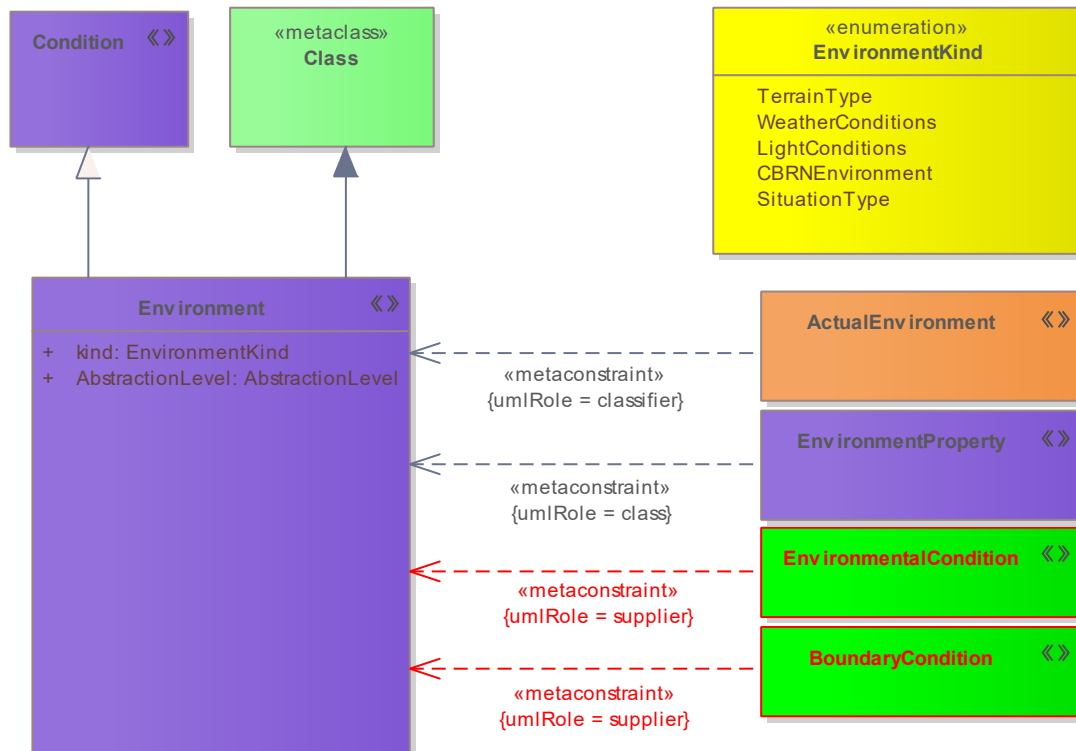 Condition «»
«metaclass»
Class
«enumeration»
EnvironmentKind
TerrainType
WeatherConditions
LightConditions
CBRNEnvironment
SituationType
Environment «»
+ kind: EnvironmentKind
+ AbstractionLevel: AbstractionLevel
ActualEnvironment «»
«metaconstraint»
{umlRole = classifier}
EnvironmentProperty «»
«metaconstraint»
{umlRole = class}
EnvironmentalCondition «»
«metaconstraint»
{umlRole = supplier}
BoundaryCondition «»
«metaconstraint»
{umlRole = supplier}